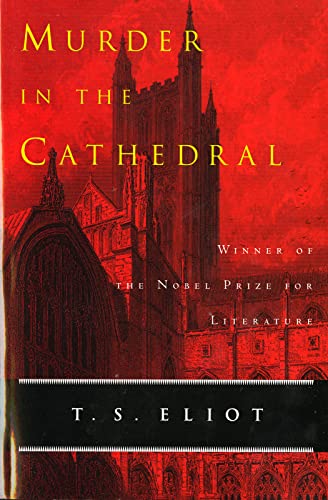 MURDER
IN THE
CATHEDRAL
WINNER OF
THE NOBEL PRIZE FOR
LITERATURE
T. S. ELIOT